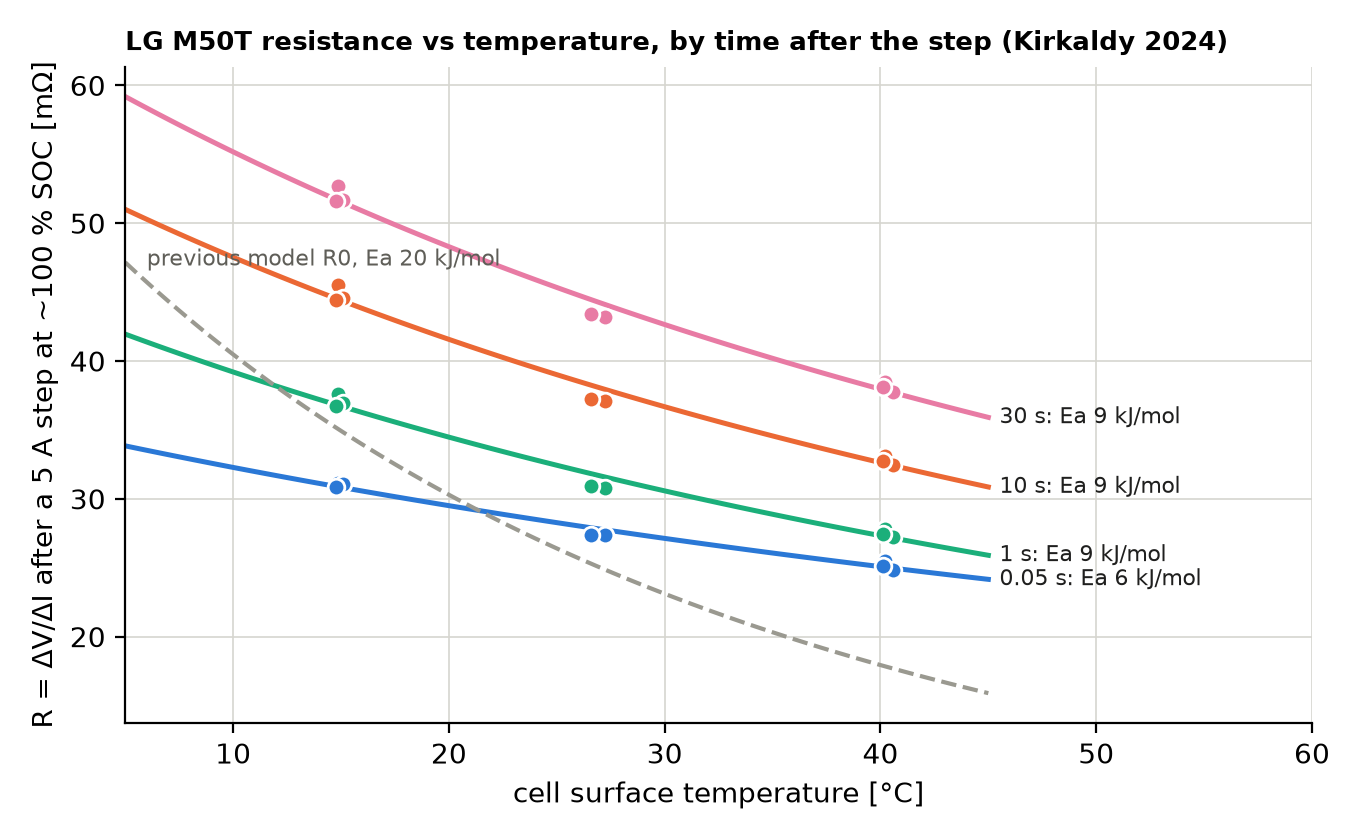 LG M50T resistance vs temperature, by time after the step (Kirkaldy 2024)
R = ΔV/ΔI after a 5 A step at ~100 % SOC [mΩ]
60
50
40
30
20
previous model R0, Ea 20 kJ/mol
30 s: Ea 9 kJ/mol
10 s: Ea 9 kJ/mol
1 s: Ea 9 kJ/mol
0.05 s: Ea 6 kJ/mol
10 20 30 40 50 60
cell surface temperature [°C]